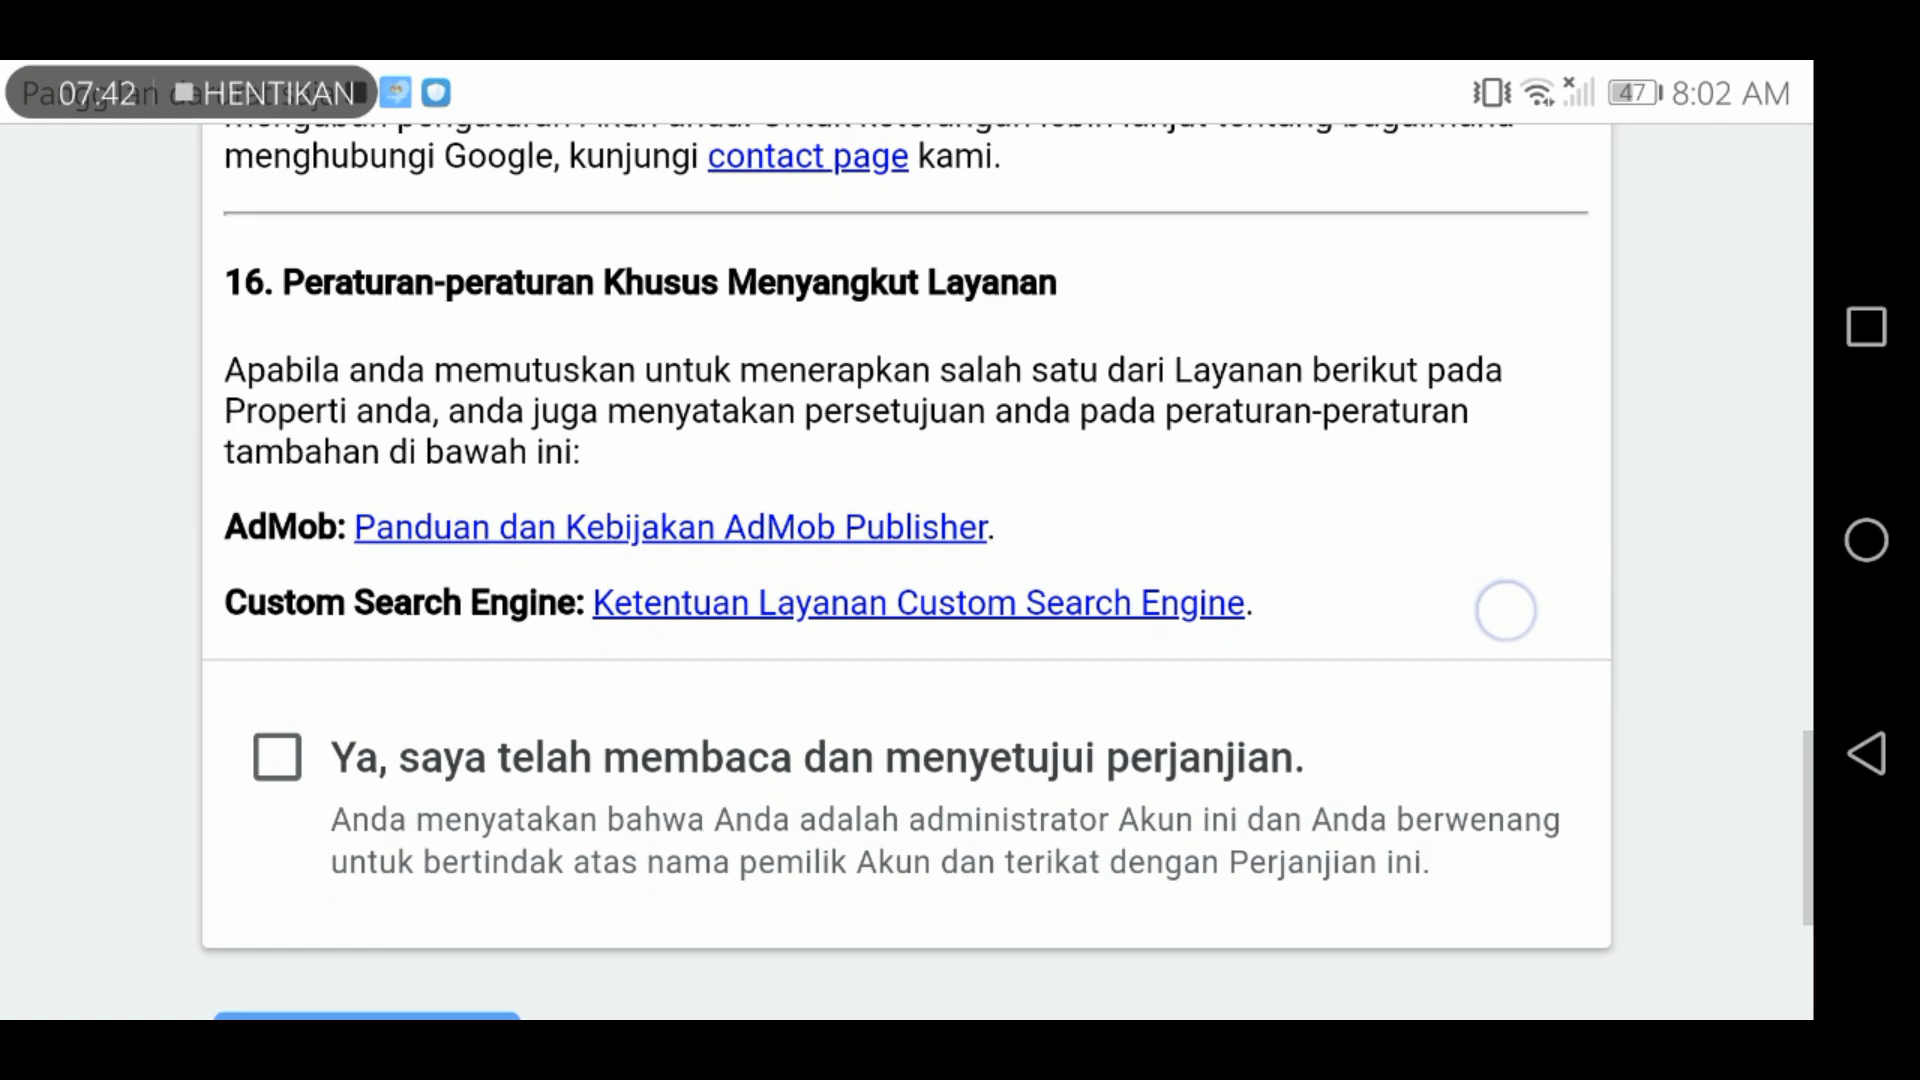 07:42 HENTIKAN 47 8:02 AM
menghubungi Google, kunjungi contact page kami.
16. Peraturan-peraturan Khusus Menyangkut Layanan
Apabila anda memutuskan untuk menerapkan salah satu dari Layanan berikut pada
Properti anda, anda juga menyatakan persetujuan anda pada peraturan-peraturan
tambahan di bawah ini:
AdMob: Panduan dan Kebijakan AdMob Publisher.
Custom Search Engine: Ketentuan Layanan Custom Search Engine.
Ya, saya telah membaca dan menyetujui perjanjian.
Anda menyatakan bahwa Anda adalah administrator Akun ini dan Anda berwenang
untuk bertindak atas nama pemilik Akun dan terikat dengan Perjanjian ini.